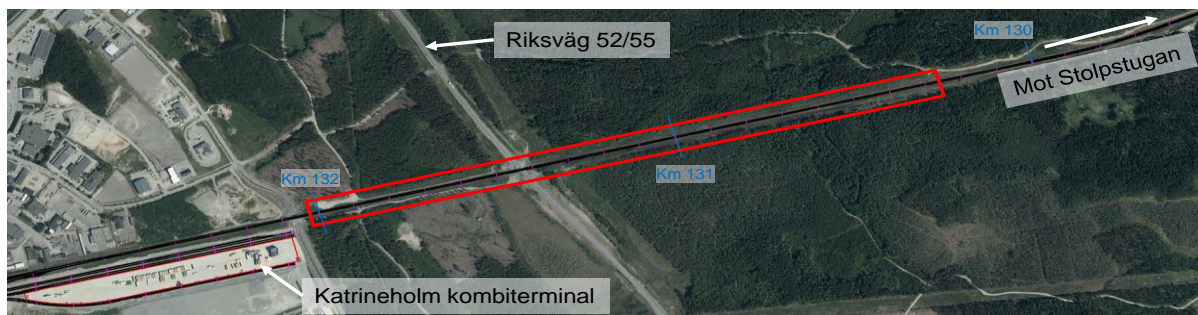 Riksväg 52/55
Km 130
Mot Stolpstugan
Km 131
Km 132
Katrineholm kombiterminal